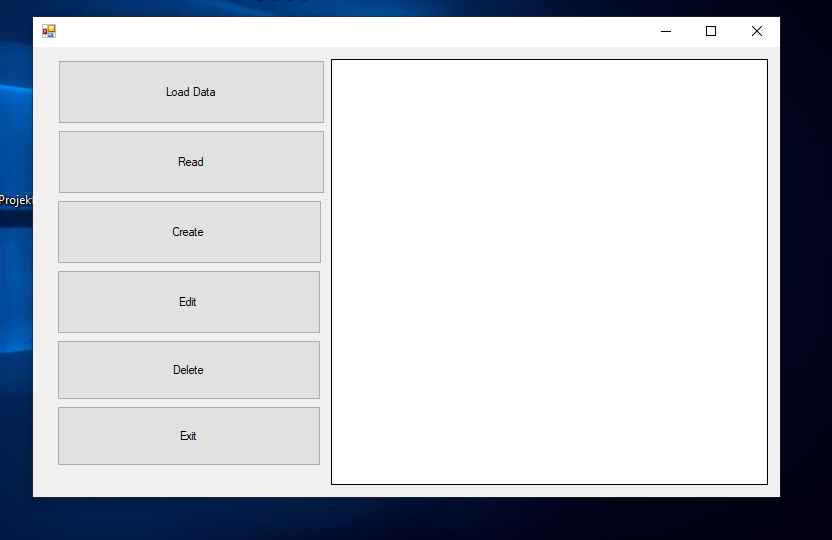 Load Data
Read
Projekt
Create
Edit
Delete
Exit